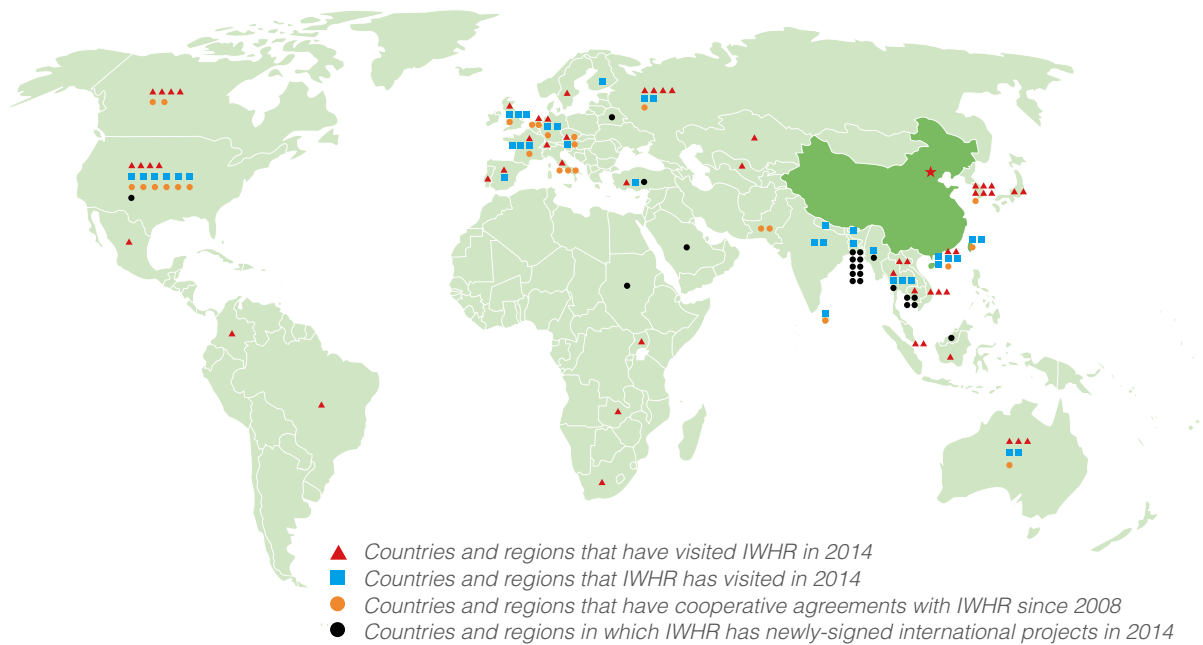 Countries and regions that have visited IWHR in 2014
Countries and regions that IWHR has visited in 2014
Countries and regions that have cooperative agreements with IWHR since 2008
Countries and regions in which IWHR has newly-signed international projects in 2014